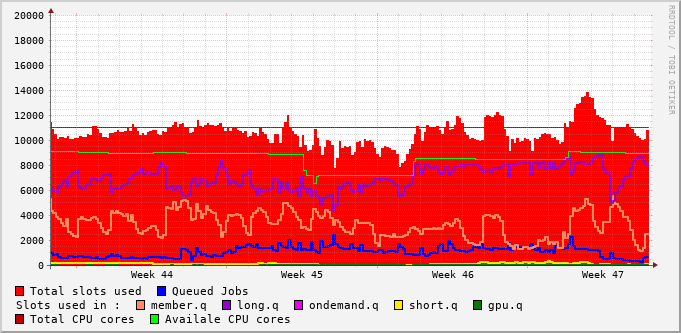 RRDTOOL / TOBI OETIKER
20000
18000
16000
14000
12000
10000
8000
6000
4000
2000
0
Week 44 Week 45 Week 46 Week 47
Total slots used Queued Jobs
Slots used in : member.q long.q ondemand.q short.q gpu.q
Total CPU cores Availale CPU cores